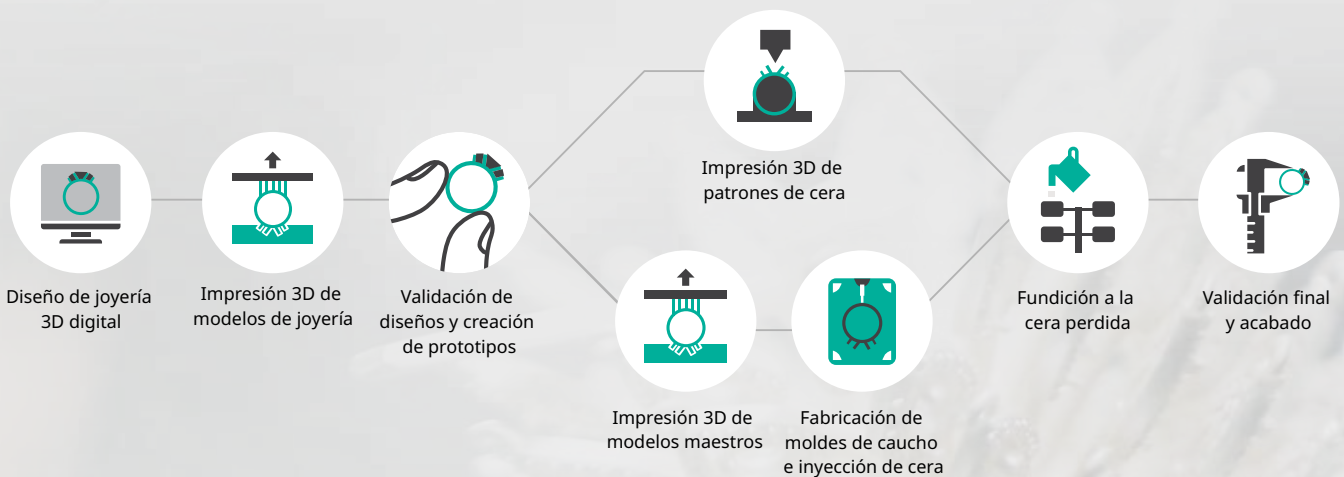 Diseño de joyería
3D digital
Impresión 3D de
modelos de joyería
Validación de
diseños y creación
de prototipos
Impresión 3D de
patrones de cera
Impresión 3D de
modelos maestros
Fabricación de
moldes de caucho
e inyección de cera
Fundición a la
cera perdida
Validación final
y acabado